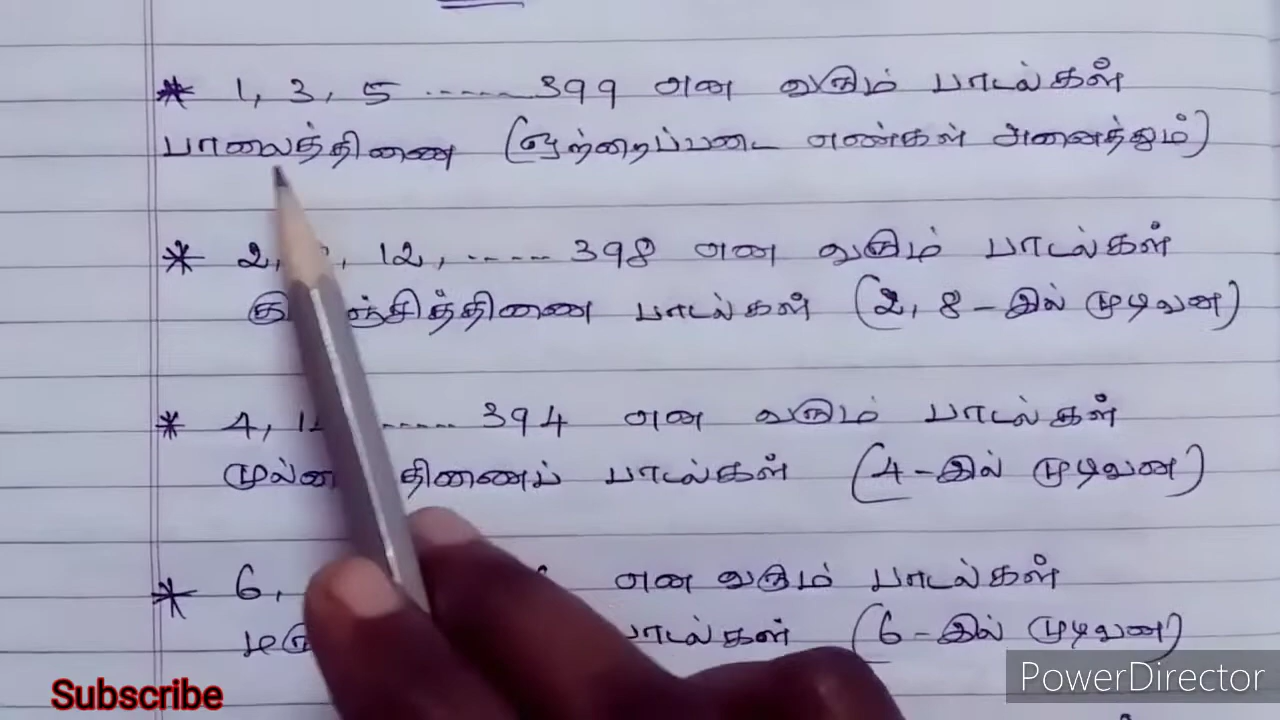 * 1, 3, 5 ------ 399 என வரும் பாடல்கள்
பாலைத்திணை (ஒற்றைப்படை எண்கள் அனைத்தும்)
* 2, , 12, ----- 398 என வரும் பாடல்கள்
பாடல்கள் (2, 8-இல் முடிவன)
* 4, ----- 394 என வரும் பாடல்கள்
பாடல்கள் (4-இல் முடிவன)
* 6, என வரும் பாடல்கள்
(6-இல் முடிவன)
Subscribe
PowerDirector